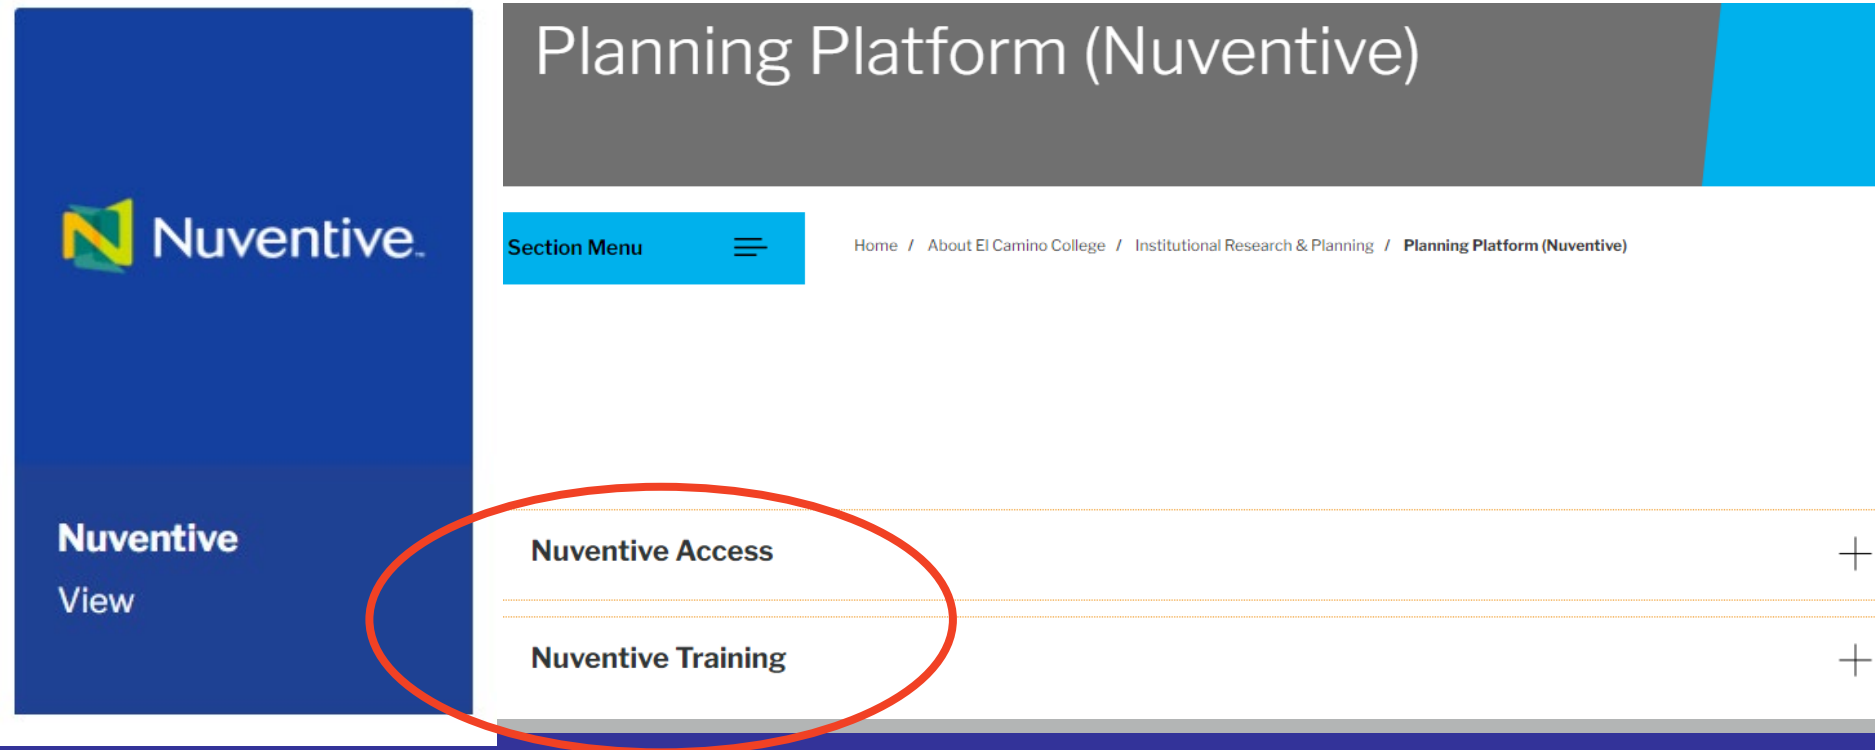 Nuventive™
Nuventive
View
Planning Platform (Nuventive)
Section Menu
Home / About El Camino College / Institutional Research & Planning / Planning Platform (Nuventive)
Nuventive Access
Nuventive Training